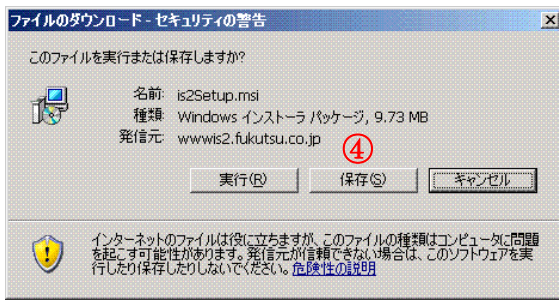 ファイルのダウンロード - セキュリティの警告
このファイルを実行または保存しますか?
名前: is2Setup.msi
種類: Windows インストーラ パッケージ, 9.73 MB
発信元: wwwis2.fukutsu.co.jp
④
実行(R) 保存(S) キャンセル
インターネットのファイルは役に立ちますが、このファイルの種類はコンピュータに問題
を起こす可能性があります。発信元が信頼できない場合は、このソフトウェアを実
行したり保存したりしないでください。危険性の説明